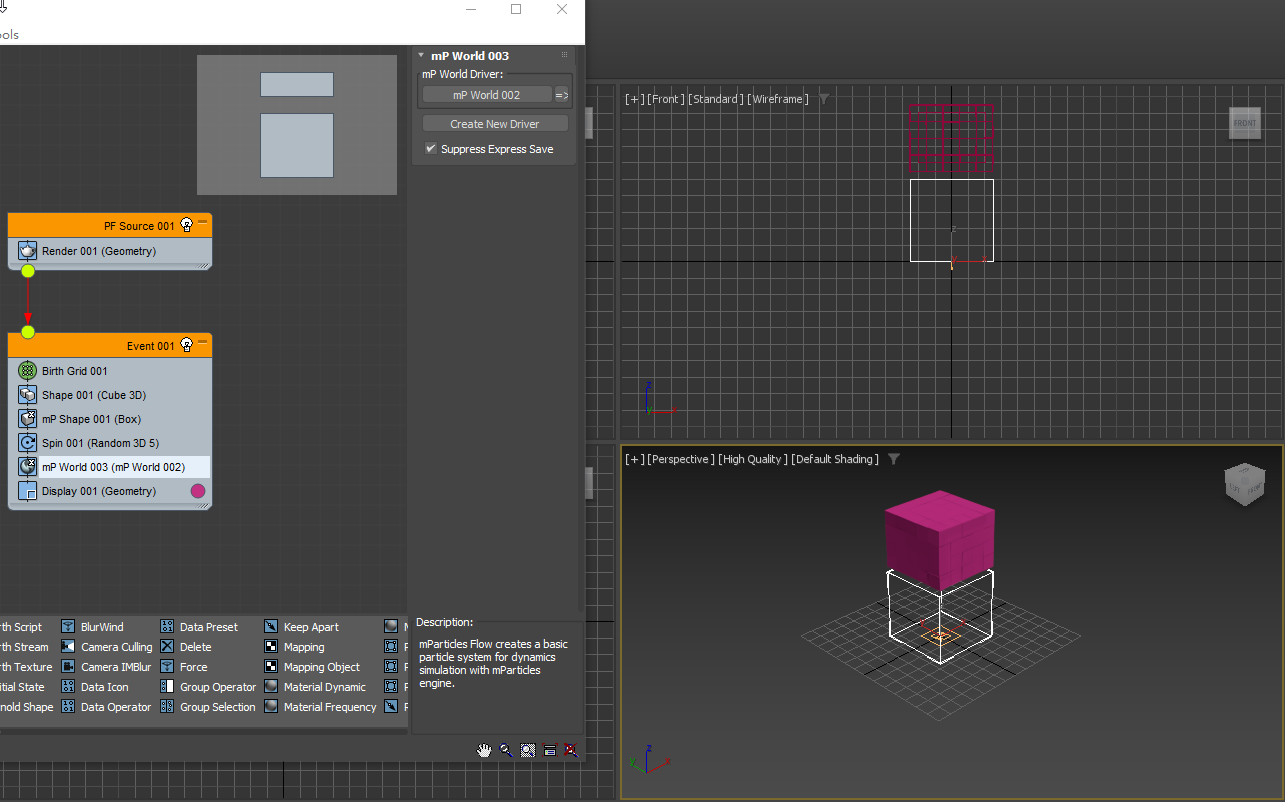 ools
mP World 003
mP World Driver:
mP World 002
=>
Create New Driver
Suppress Express Save
PF Source 001
Render 001 (Geometry)
Event 001
Birth Grid 001
Shape 001 (Cube 3D)
mP Shape 001 (Box)
Spin 001 (Random 3D 5)
mP World 003 (mP World 002)
Display 001 (Geometry)
rth Script BlurWind Data Preset Keep Apart M
rth Stream Camera Culling Delete Mapping P
rth Texture Camera IMBlur Force Mapping Object P
itial State Data Icon Group Operator Material Dynamic P
nold Shape Data Operator Group Selection Material Frequency P
Description:
mParticles Flow creates a basic
particle system for dynamics
simulation with mParticles
engine.
[+] [Front] [Standard] [Wireframe]
FRONT
z
Y
x
z
[+] [Perspective] [High Quality] [Default Shading]
LEFT
FRONT
z
y
x